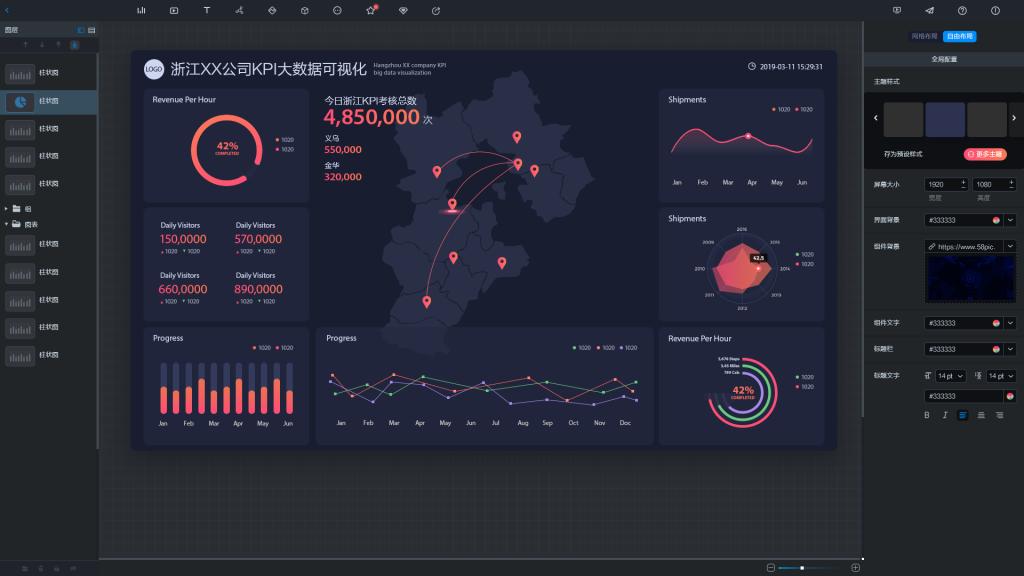 图层
柱状图
柱状图
柱状图
柱状图
柱状图
组
图表
柱状图
柱状图
柱状图
柱状图
柱状图
LOGO
浙江XX公司KPI大数据可视化
Hangzhou XX company KPI
big data visualization
2019-03-11 15:29:31
Revenue Per Hour
42%
COMPLETED
1020
1020
今日浙江KPI考核总数
4,850,000 次
义乌
550,000
金华
320,000
Shipments
1020 1020
Jan Feb Mar Apr May Jun
Daily Visitors
150,0000
1020 1020
Daily Visitors
570,0000
1020 1020
Daily Visitors
660,0000
1020 1020
Daily Visitors
890,0000
1020 1020
Shipments
2016
2015
2014
2013
2012
2011
2010
2009
42,5
1020
1020
Progress
1020 1020
Jan Feb Mar Apr May Jun
Progress
1020 1020 1020
Jan Feb Mar Apr May Jun Jul Aug Sep Oct Nov Doc
Revenue Per Hour
5,676 Steps
3,45 Miles
789 Cals
42%
COMPLETED
1020
1020
网格布局 自由布局
全局配置
主题样式
存为预设样式 更多主题
屏幕大小 1920 1080
宽度 高度
界面背景 #333333
组件背景 https://www.58pic.
组件文字 #333333
标题栏 #333333
标题文字 14 pt 14 pt
#333333
B I